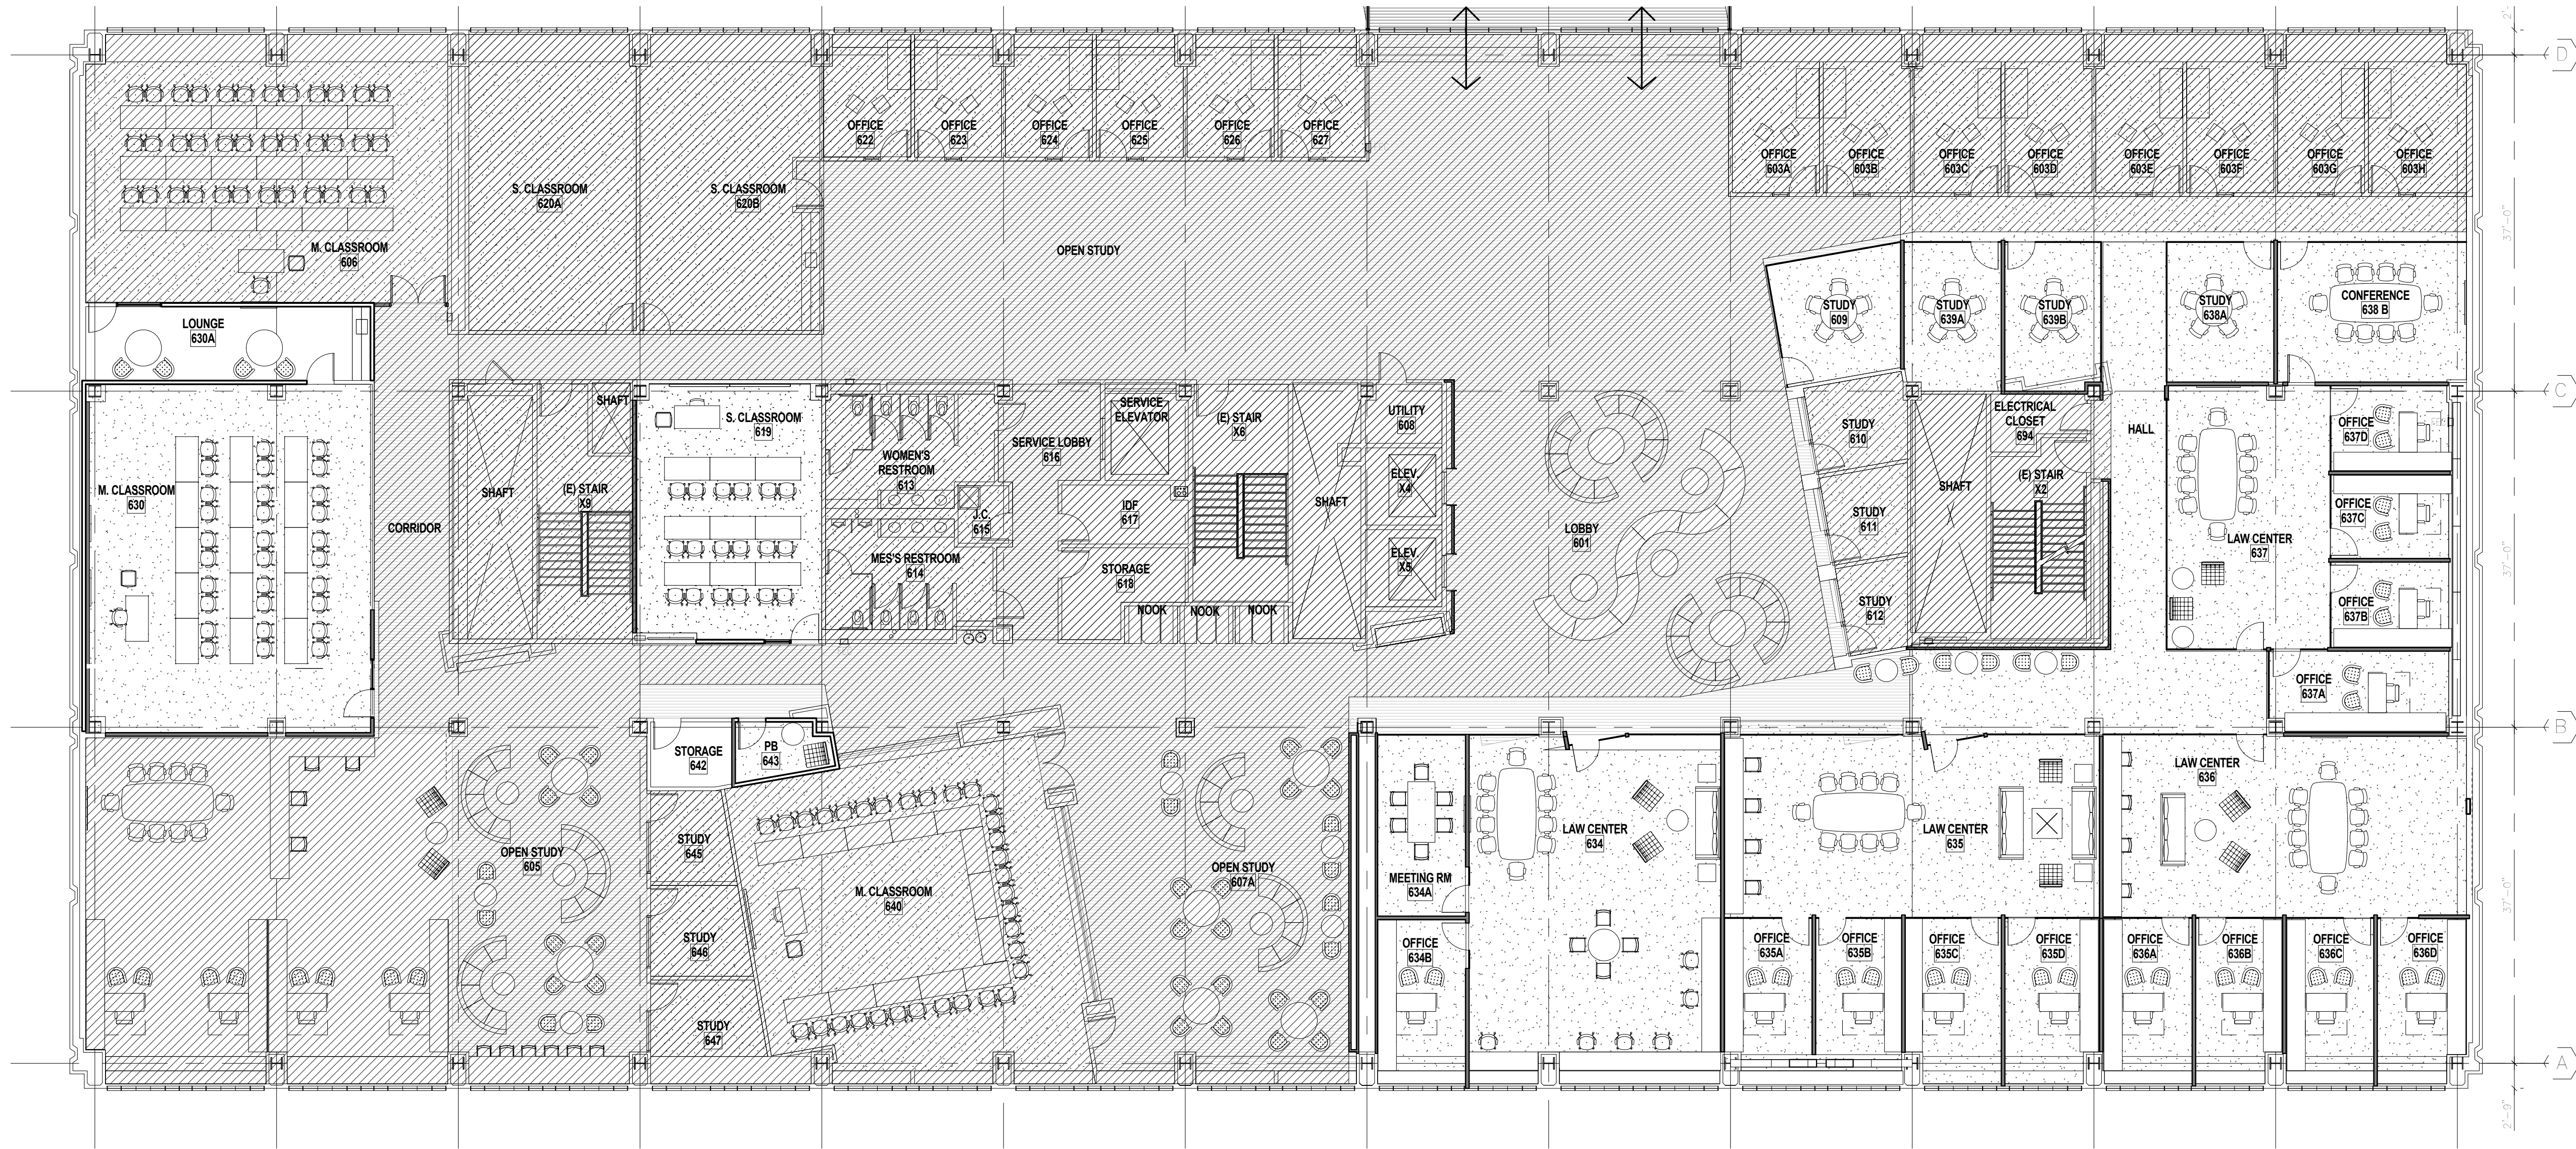 2'-
D
OFFICE
622
OFFICE
623
OFFICE
624
OFFICE
625
OFFICE
626
OFFICE
627
OFFICE
603A
OFFICE
603B
OFFICE
603C
OFFICE
603D
OFFICE
603E
OFFICE
603F
OFFICE
603G
OFFICE
603H
S. CLASSROOM
620A
S. CLASSROOM
620B
M. CLASSROOM
606
OPEN STUDY
37'-0"
LOUNGE
630A
STUDY
609
STUDY
639A
STUDY
639B
STUDY
638A
CONFERENCE
638 B
C
SHAFT
S. CLASSROOM
619
SERVICE
ELEVATOR
(E) STAIR
X6
UTILITY
608
STUDY
610
ELECTRICAL
CLOSET
694
HALL
OFFICE
637D
WOMEN'S
RESTROOM
613
SERVICE LOBBY
616
M. CLASSROOM
630
SHAFT
(E) STAIR
X9
J.C.
615
IDF
617
SHAFT
ELEV.
X4
SHAFT
(E) STAIR
X2
OFFICE
637C
CORRIDOR
LOBBY
601
STUDY
611
LAW CENTER
637
MES'S RESTROOM
614
STORAGE
618
ELEV.
X5
37'-0"
NOOK
NOOK
NOOK
STUDY
612
OFFICE
637B
OFFICE
637A
B
STORAGE
642
PB
643
LAW CENTER
636
OPEN STUDY
605
STUDY
645
M. CLASSROOM
640
OPEN STUDY
607A
MEETING RM
634A
LAW CENTER
634
LAW CENTER
635
37'-0"
STUDY
646
OFFICE
634B
OFFICE
635A
OFFICE
635B
OFFICE
635C
OFFICE
635D
OFFICE
636A
OFFICE
636B
OFFICE
636C
OFFICE
636D
STUDY
647
A
2'-9"